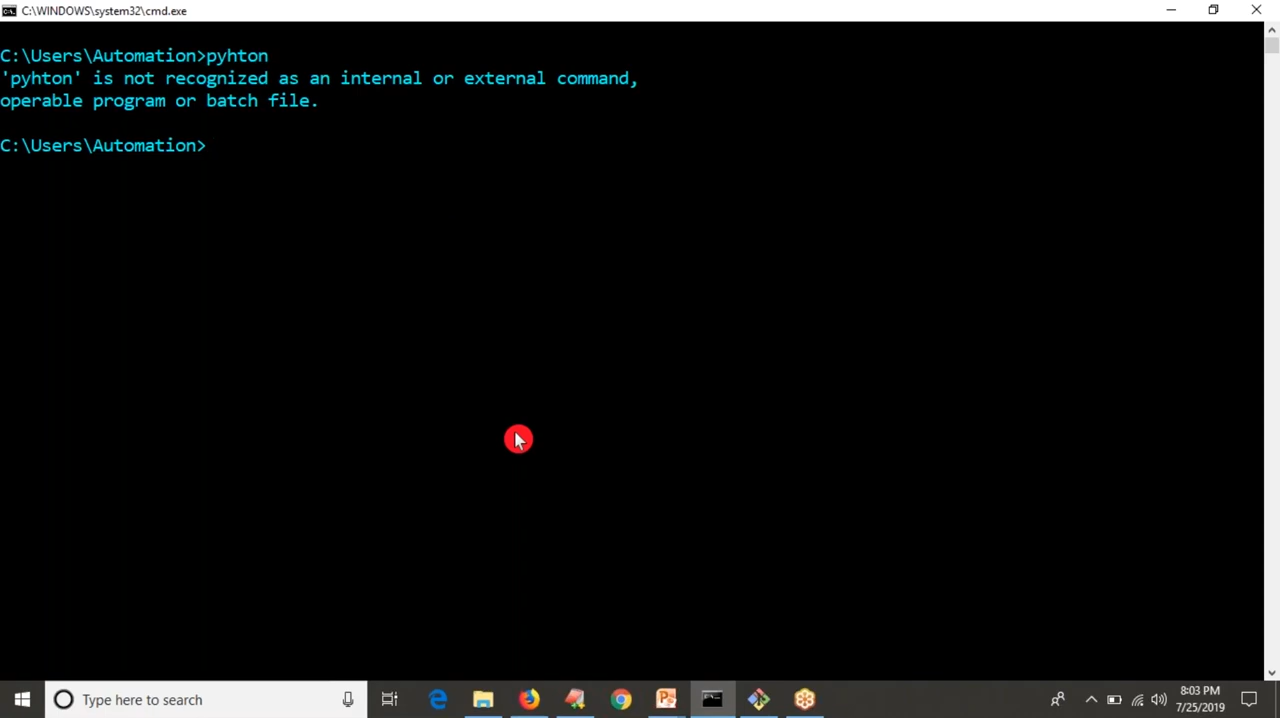 C:\WINDOWS\system32\cmd.exe
C:\Users\Automation>pyhton
'pyhton' is not recognized as an internal or external command,
operable program or batch file.
C:\Users\Automation>
Type here to search
8:03 PM
7/25/2019